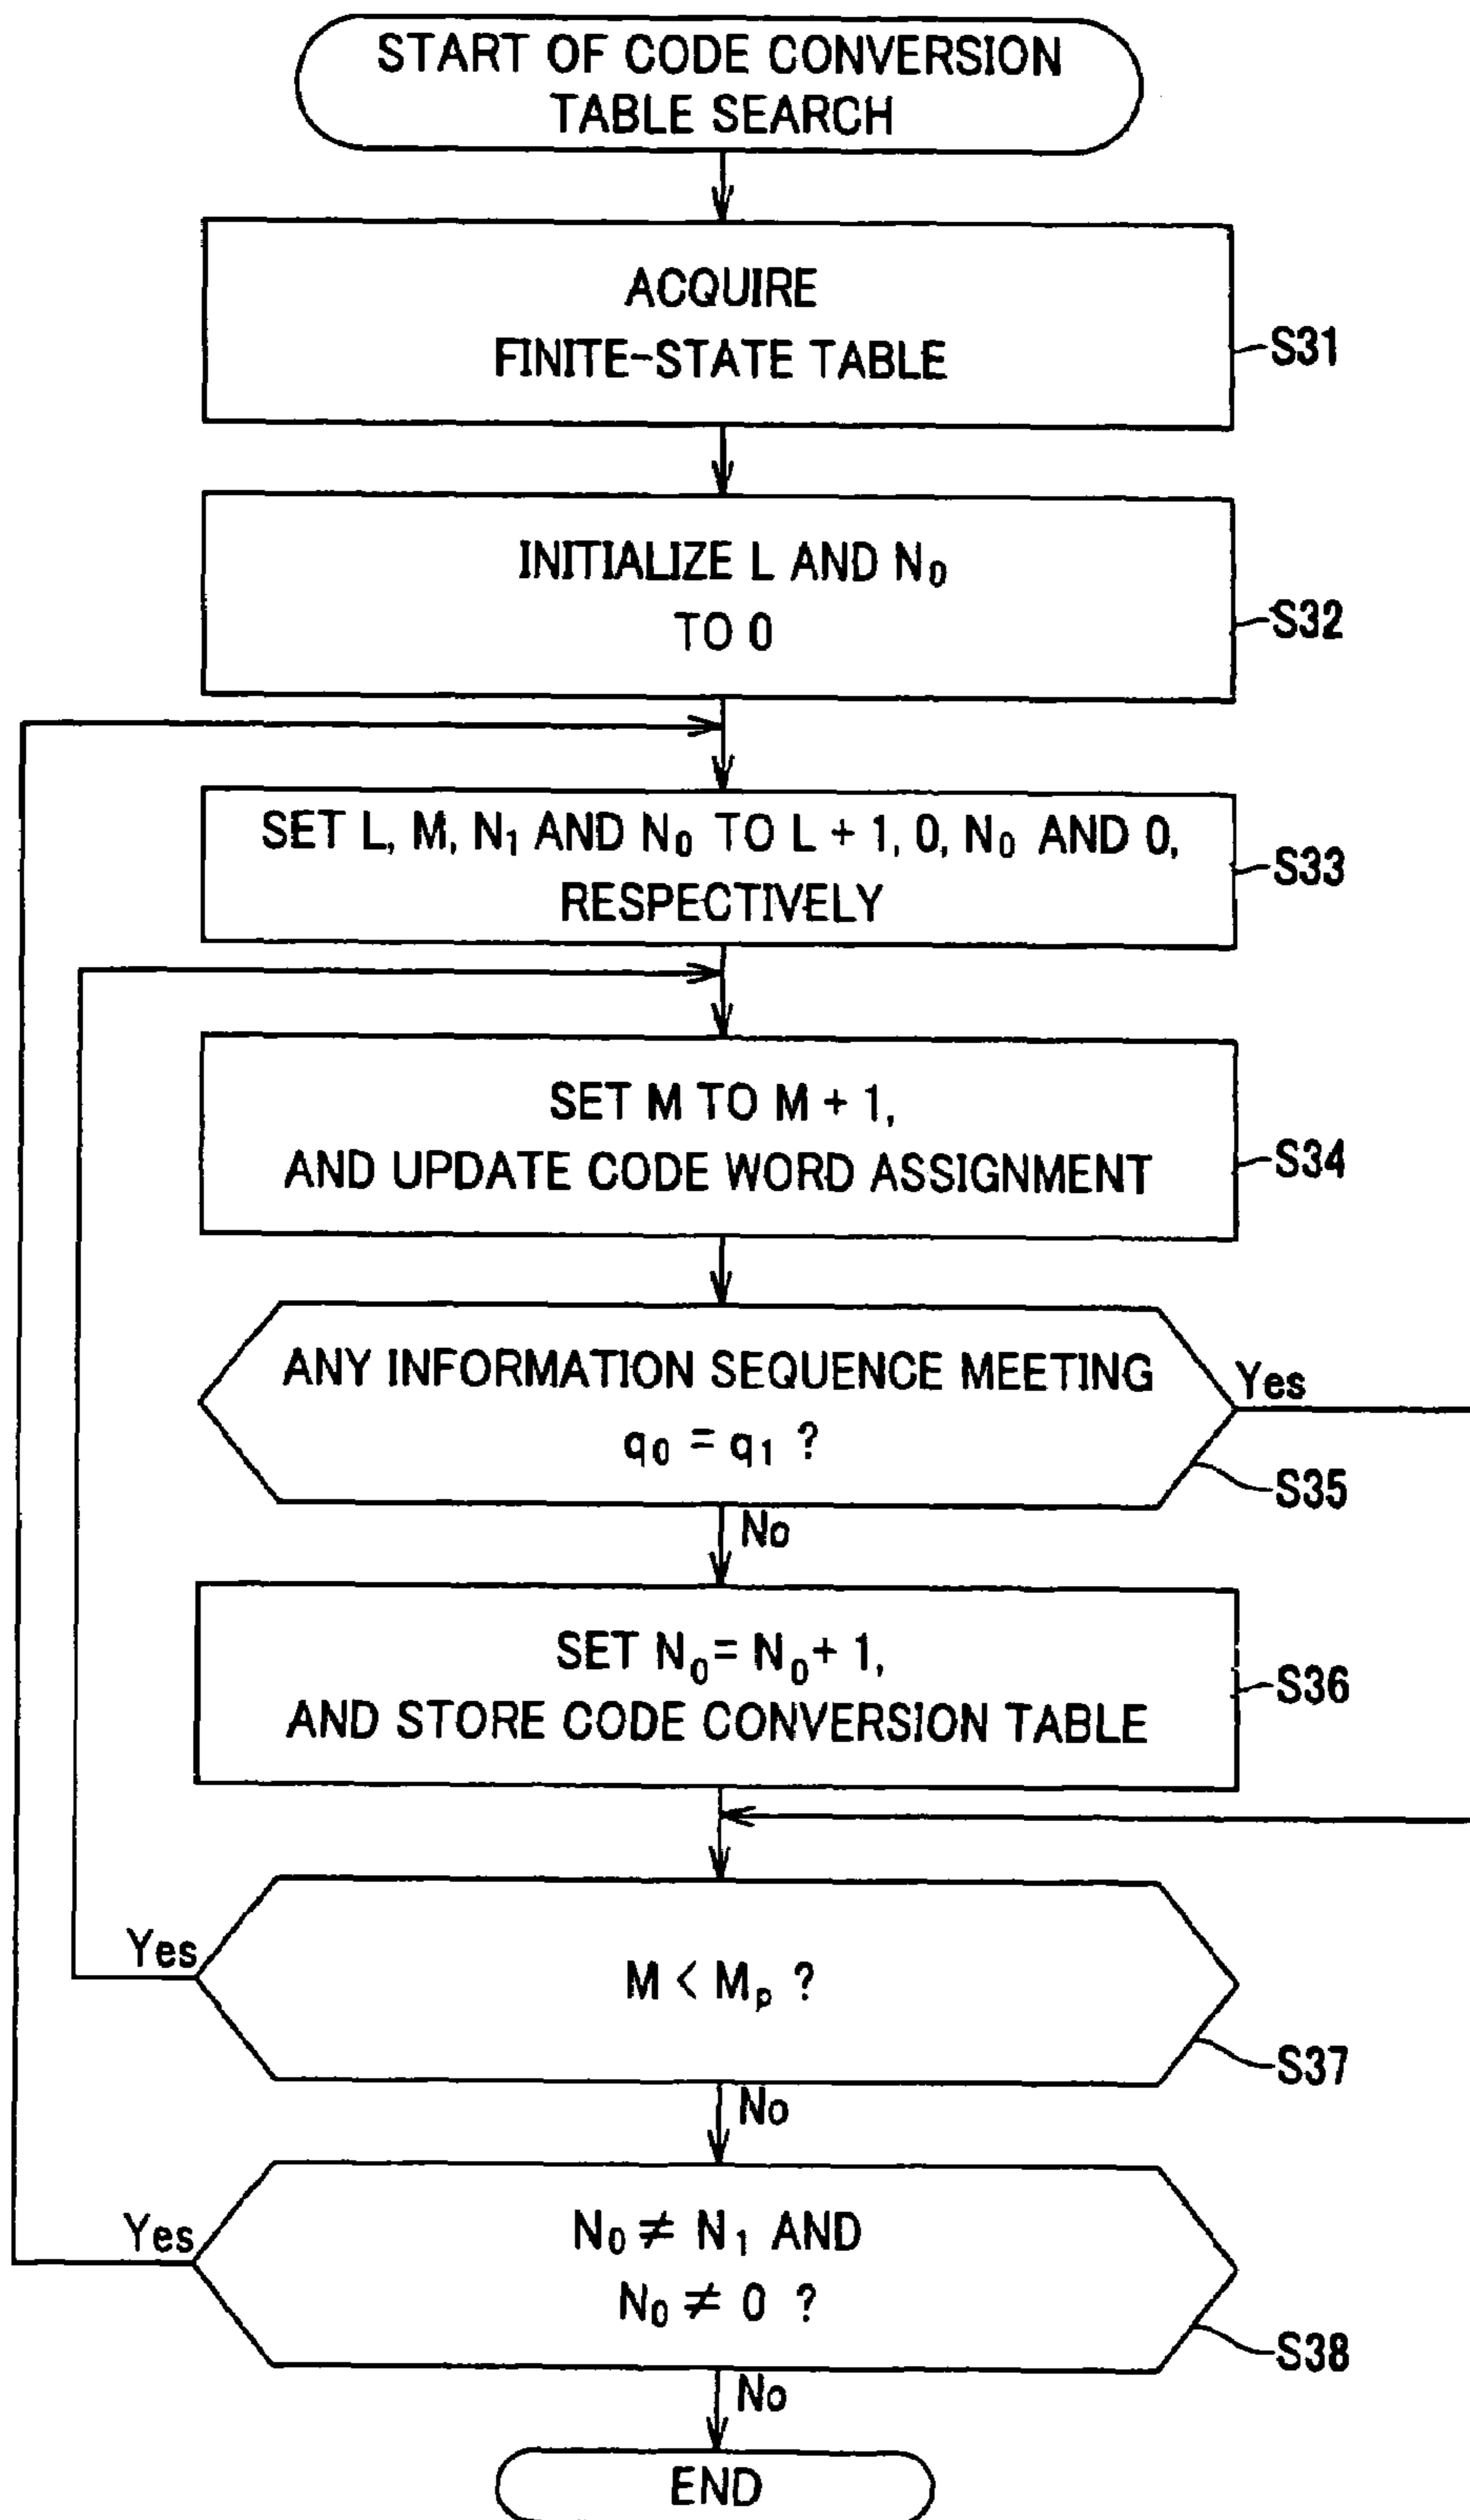 START OF CODE CONVERSION
TABLE SEARCH
ACQUIRE
FINITE-STATE TABLE
S31
INITIALIZE L AND N₀
TO 0
S32
SET L, M, N₁ AND N₀ TO L + 1, 0, N₀ AND 0,
RESPECTIVELY
S33
SET M TO M + 1,
AND UPDATE CODE WORD ASSIGNMENT
S34
ANY INFORMATION SEQUENCE MEETING
q₀ = q₁ ?
Yes
S35
No
SET N₀ = N₀ + 1,
AND STORE CODE CONVERSION TABLE
S36
Yes
M < Mₚ ?
S37
No
Yes
N₀ ≠ N₁ AND
N₀ ≠ 0 ?
S38
No
END